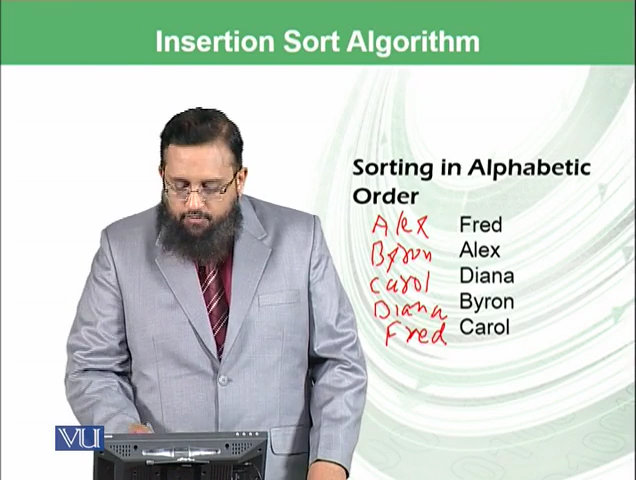 Insertion Sort Algorithm
Sorting in Alphabetic
Order
Alex Fred
Byron Alex
Carol Diana
Diana Byron
Fred Carol
VU